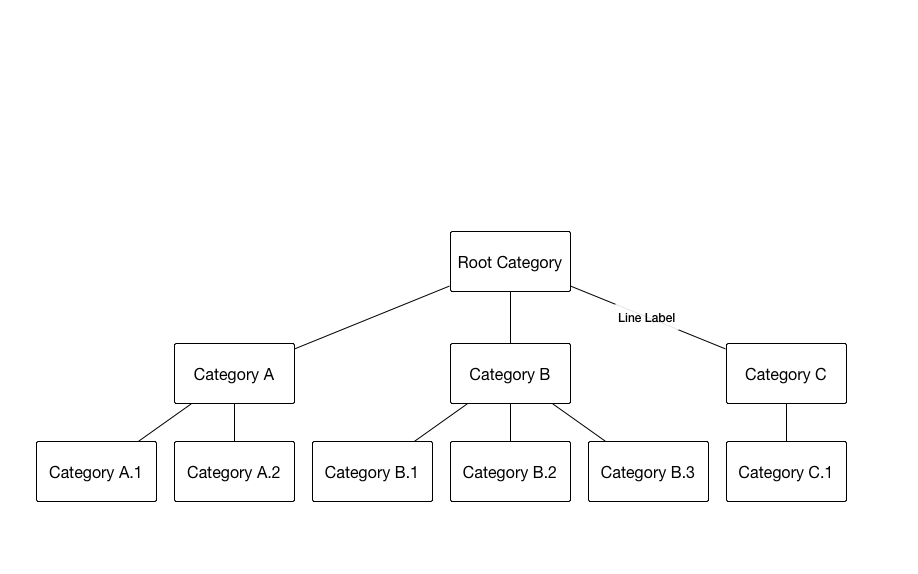 Root Category
Line Label
Category A
Category B
Category C
Category A.1
Category A.2
Category B.1
Category B.2
Category B.3
Category C.1